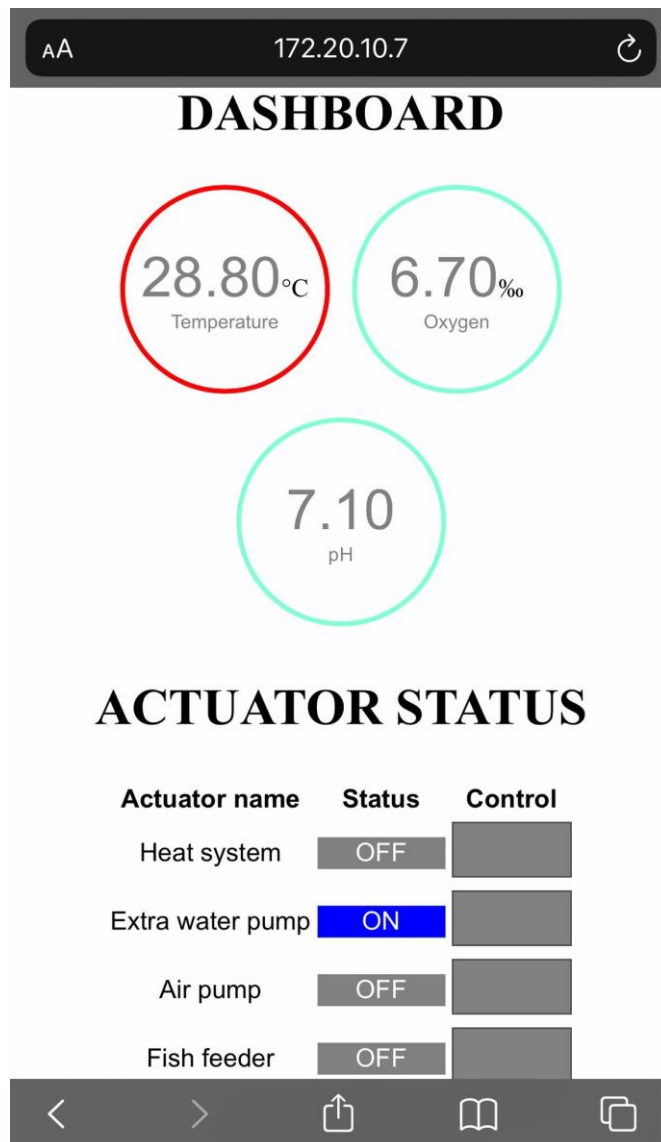 AA 172.20.10.7
DASHBOARD
28.80°C
Temperature
6.70‰
Oxygen
7.10
pH
ACTUATOR STATUS
Actuator name Status Control
Heat system OFF
Extra water pump ON
Air pump OFF
Fish feeder OFF